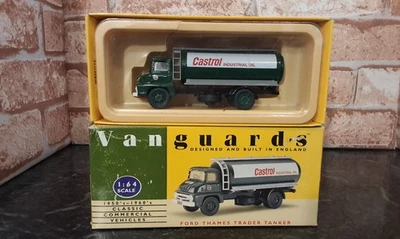 Castrol INDUSTRIAL OIL
Vanguards
DESIGNED AND BUILT IN ENGLAND
1:64
SCALE
1950's-1960's
CLASSIC
COMMERCIAL
VEHICLES
Castrol
FORD THAMES TRADER TANKER